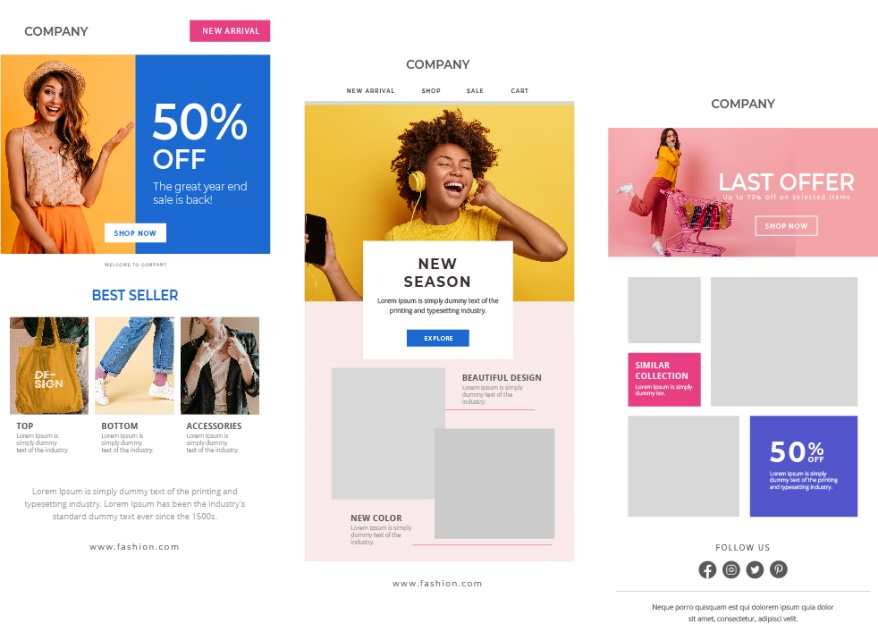 COMPANY
NEW ARRIVAL
50%
OFF
The great year end
sale is back!
SHOP NOW
WELCOME TO COMPANY
BEST SELLER
DE-
SIGN
TOP
Lorem Ipsum is
simply dummy
text of the industry.
BOTTOM
Lorem Ipsum is
simply dummy
text of the industry.
ACCESSORIES
Lorem Ipsum is
simply dummy
text of the industry.
Lorem Ipsum is simply dummy text of the printing and
typesetting industry. Lorem Ipsum has been the industry's
standard dummy text ever since the 1500s.
www.fashion.com
COMPANY
NEW ARRIVAL SHOP SALE CART
NEW
SEASON
Lorem Ipsum is simply dummy text of the
printing and typesetting industry.
EXPLORE
BEAUTIFUL DESIGN
Lorem Ipsum is simply
dummy text of the
industry.
NEW COLOR
Lorem Ipsum is simply
dummy text of the
industry.
www.fashion.com
COMPANY
LAST OFFER
Up to 70% Off on selected items
SHOP NOW
SIMILAR
COLLECTION
Lorem Ipsum is simply
dummy tex.
50%
OFF
Lorem Ipsum is simply
dummy text of the printing
and typesetting industry.
FOLLOW US
Neque porro quisquam est qui dolorem ipsum quia dolor
sit amet, consectetur, adipisci velit.